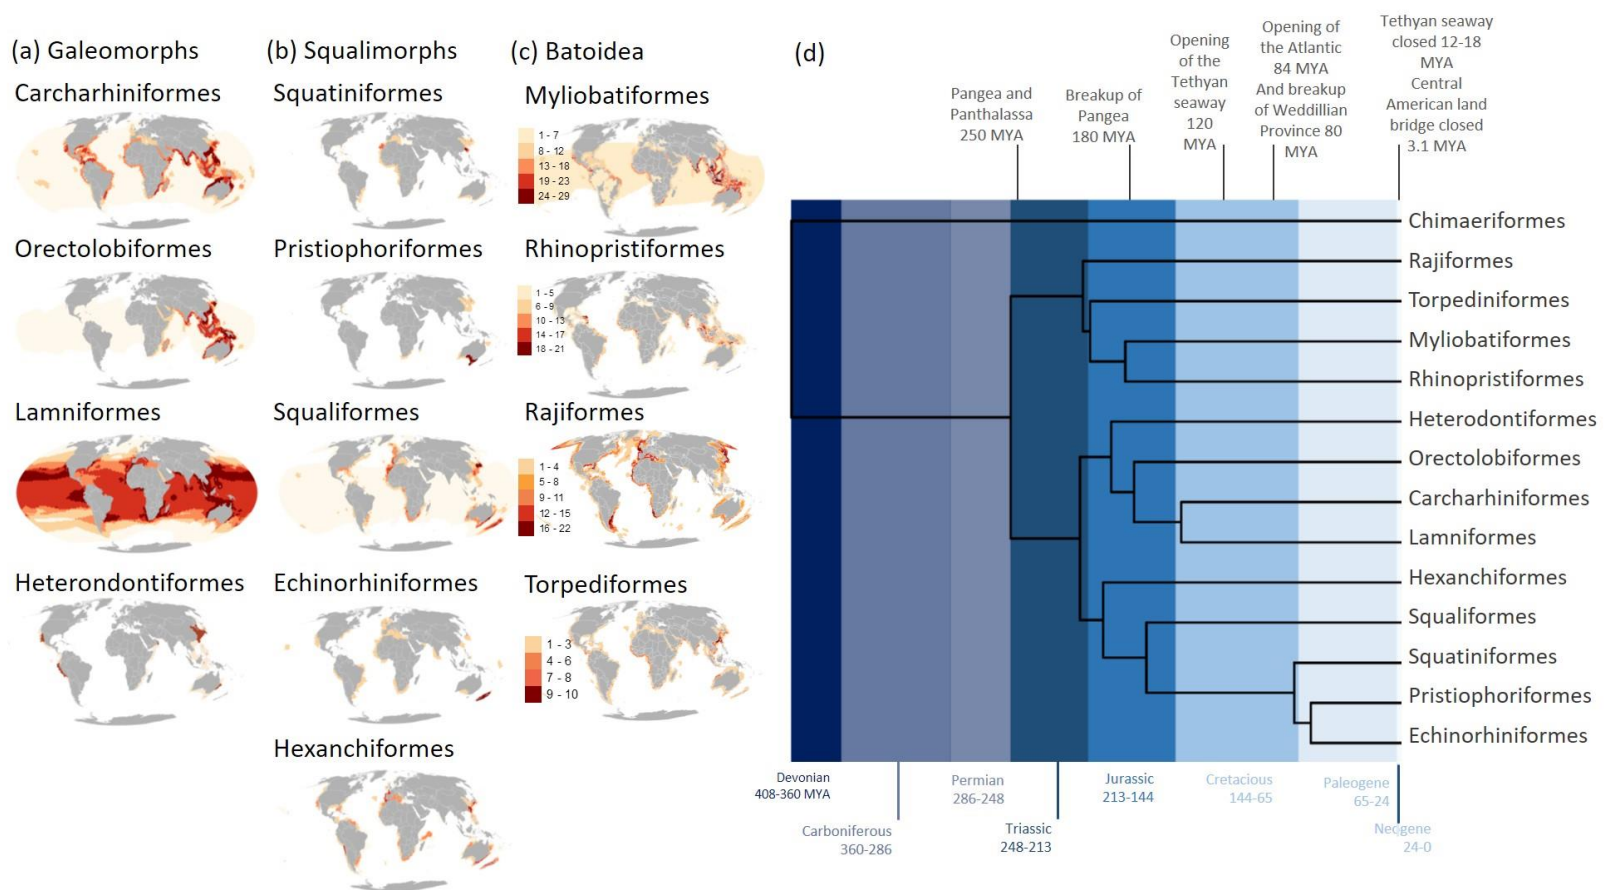 (a) Galeomorphs
Carcharhiniformes
Orectolobiformes
Lamniformes
Heterondontiformes
(b) Squalimorphs
Squatiniformes
Pristiophoriformes
Squaliformes
Echinorhiniformes
Hexanchiformes
(c) Batoidea
Myliobatiformes
1 - 7
8 - 12
13 - 18
19 - 23
24 - 29
Rhinopristiformes
1 - 5
6 - 9
10 - 13
14 - 17
18 - 21
Rajiformes
1 - 4
5 - 8
9 - 11
12 - 15
16 - 22
Torpediformes
1 - 3
4 - 6
7 - 8
9 - 10
(d)
Pangea and
Panthalassa
250 MYA
Breakup of
Pangea
180 MYA
Opening
of the
Tethyan
seaway
120
MYA
Opening of
the Atlantic
84 MYA
And breakup
of Weddillian
Province 80
MYA
Tethyan seaway
closed 12-18
MYA
Central
American land
bridge closed
3.1 MYA
Chimaeriformes
Rajiformes
Torpediniformes
Myliobatiformes
Rhinopristiformes
Heterodontiformes
Orectolobiformes
Carcharhiniformes
Lamniformes
Hexanchiformes
Squaliformes
Squatiniformes
Pristiophoriformes
Echinorhiniformes
Devonian
408-360 MYA
Carboniferous
360-286
Permian
286-248
Triassic
248-213
Jurassic
213-144
Cretacious
144-65
Paleogene
65-24
Neogene
24-0